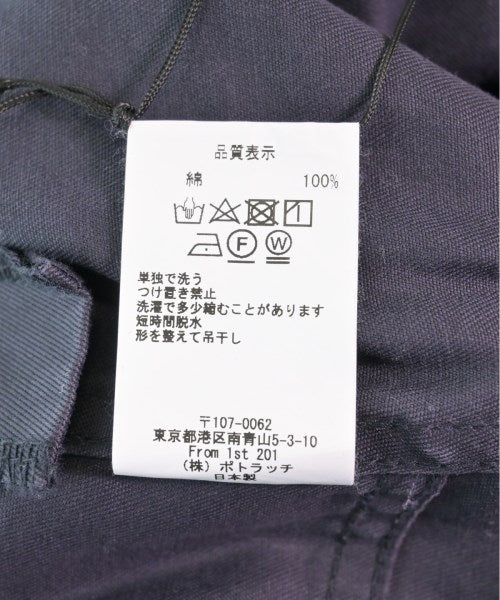 品質表示
綿 100%
F W
単独で洗う
つけ置き禁止
洗濯で多少縮むことがあります
短時間脱水
形を整えて吊干し
〒107-0062
東京都港区南青山5-3-10
From 1st 201
(株) ポトラッチ
日本製